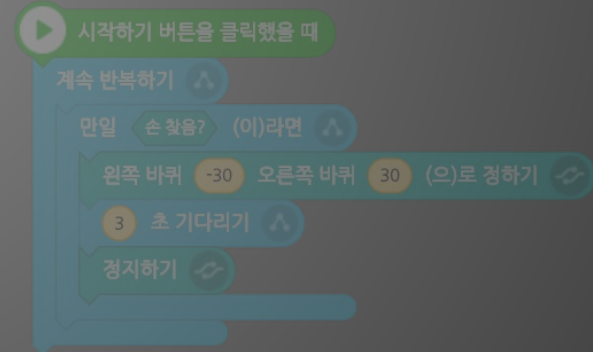 시작하기 버튼을 클릭했을 때
계속 반복하기
만일 손 찾음? (이)라면
왼쪽 바퀴 -30 오른쪽 바퀴 30 (으)로 정하기
3 초 기다리기
정지하기